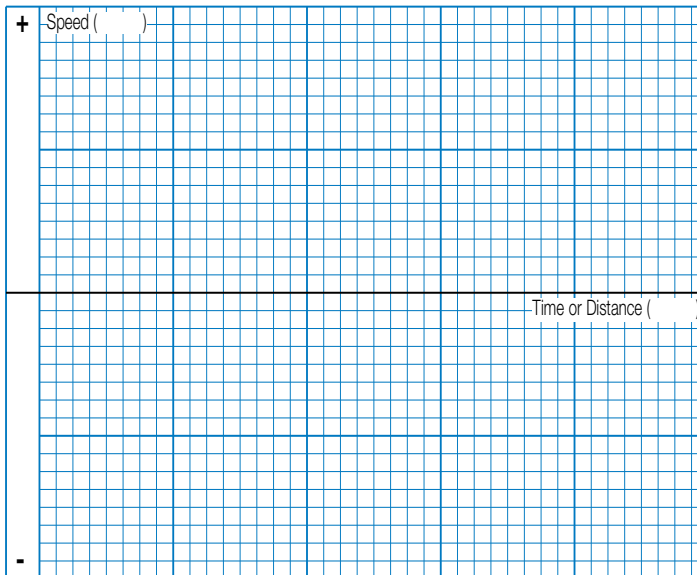 +
Speed ( )
Time or Distance ( )
-